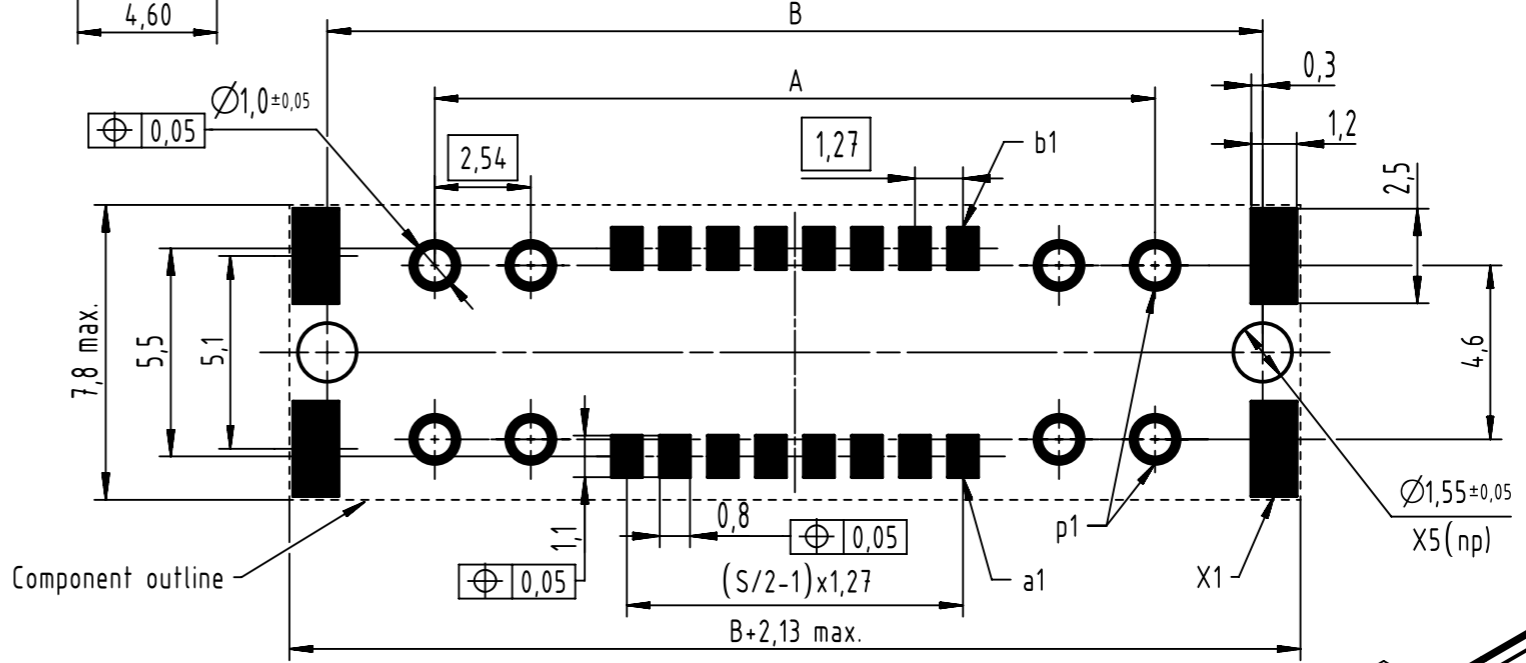 4,60
B
A
0,3
Ø1,0±0,05
⌖ 0,05
2,54
1,27
b1
1,2
2,5
7,8 max.
5,5
5,1
4,6
1,1
0,8
⌖ 0,05
p1
Ø1,55±0,05
X5(np)
Component outline
⌖ 0,05
(S/2-1)x1,27
a1
X1
B+2,13 max.